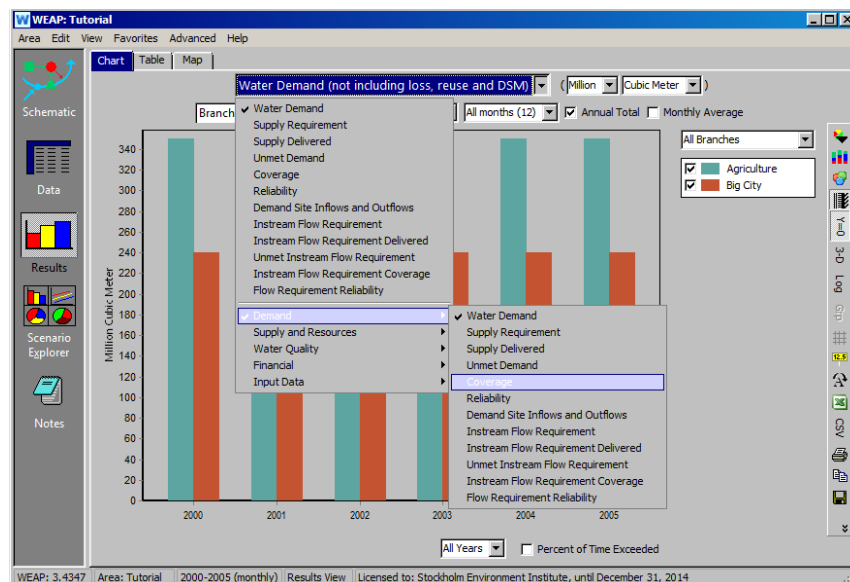 WEAP: Tutorial
Area Edit View Favorites Advanced Help
Chart Table Map
Water Demand (not including loss, reuse and DSM) ( Million Cubic Meter )
Branch
All months (12) Annual Total Monthly Average
Schematic
Data
Results
Scenario
Explorer
Notes
Water Demand
Supply Requirement
Supply Delivered
Unmet Demand
Coverage
Reliability
Demand Site Inflows and Outflows
Instream Flow Requirement
Instream Flow Requirement Delivered
Unmet Instream Flow Requirement
Instream Flow Requirement Coverage
Flow Requirement Reliability
Demand
Supply and Resources
Water Quality
Financial
Input Data
Water Demand
Supply Requirement
Supply Delivered
Unmet Demand
Coverage
Reliability
Demand Site Inflows and Outflows
Instream Flow Requirement
Instream Flow Requirement Delivered
Unmet Instream Flow Requirement
Instream Flow Requirement Coverage
Flow Requirement Reliability
All Branches
Agriculture
Big City
Y=0
3-D
Log
12.5
A
CSV
Million Cubic Meter
340
320
300
280
260
240
220
200
180
160
140
120
100
80
60
40
20
0
2000 2001 2002 2003 2004 2005
All Years Percent of Time Exceeded
WEAP: 3.4347 Area: Tutorial 2000-2005 (monthly) Results View Licensed to: Stockholm Environment Institute, until December 31, 2014